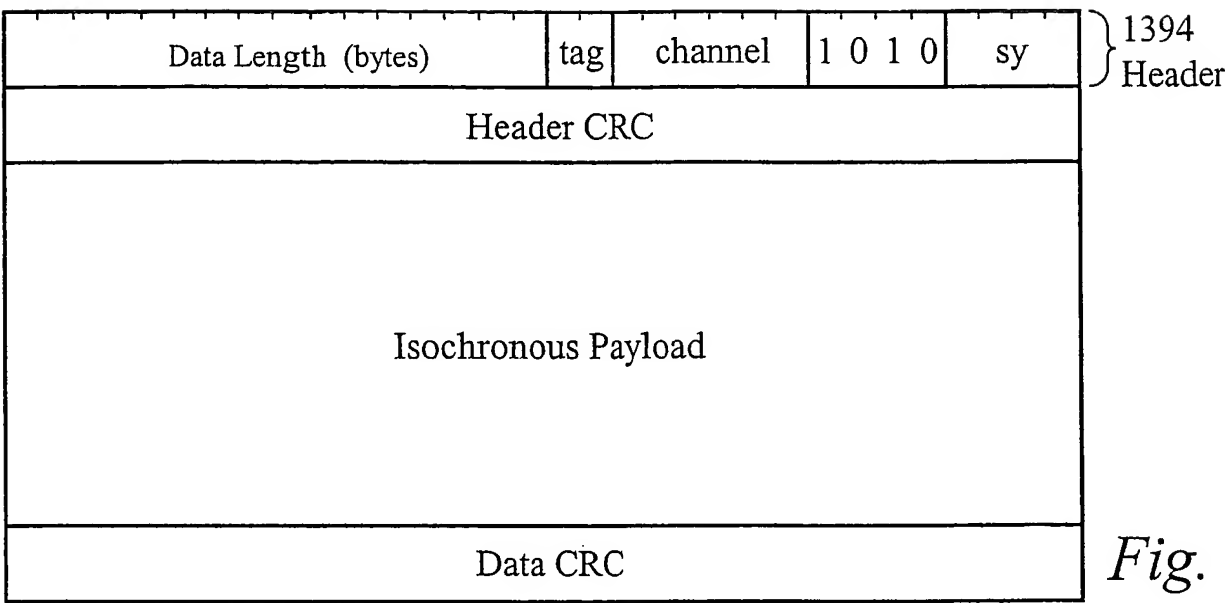 Data Length (bytes) tag channel 1 0 1 0 sy 1394
Header
Header CRC
Isochronous Payload
Data CRC
Fig.